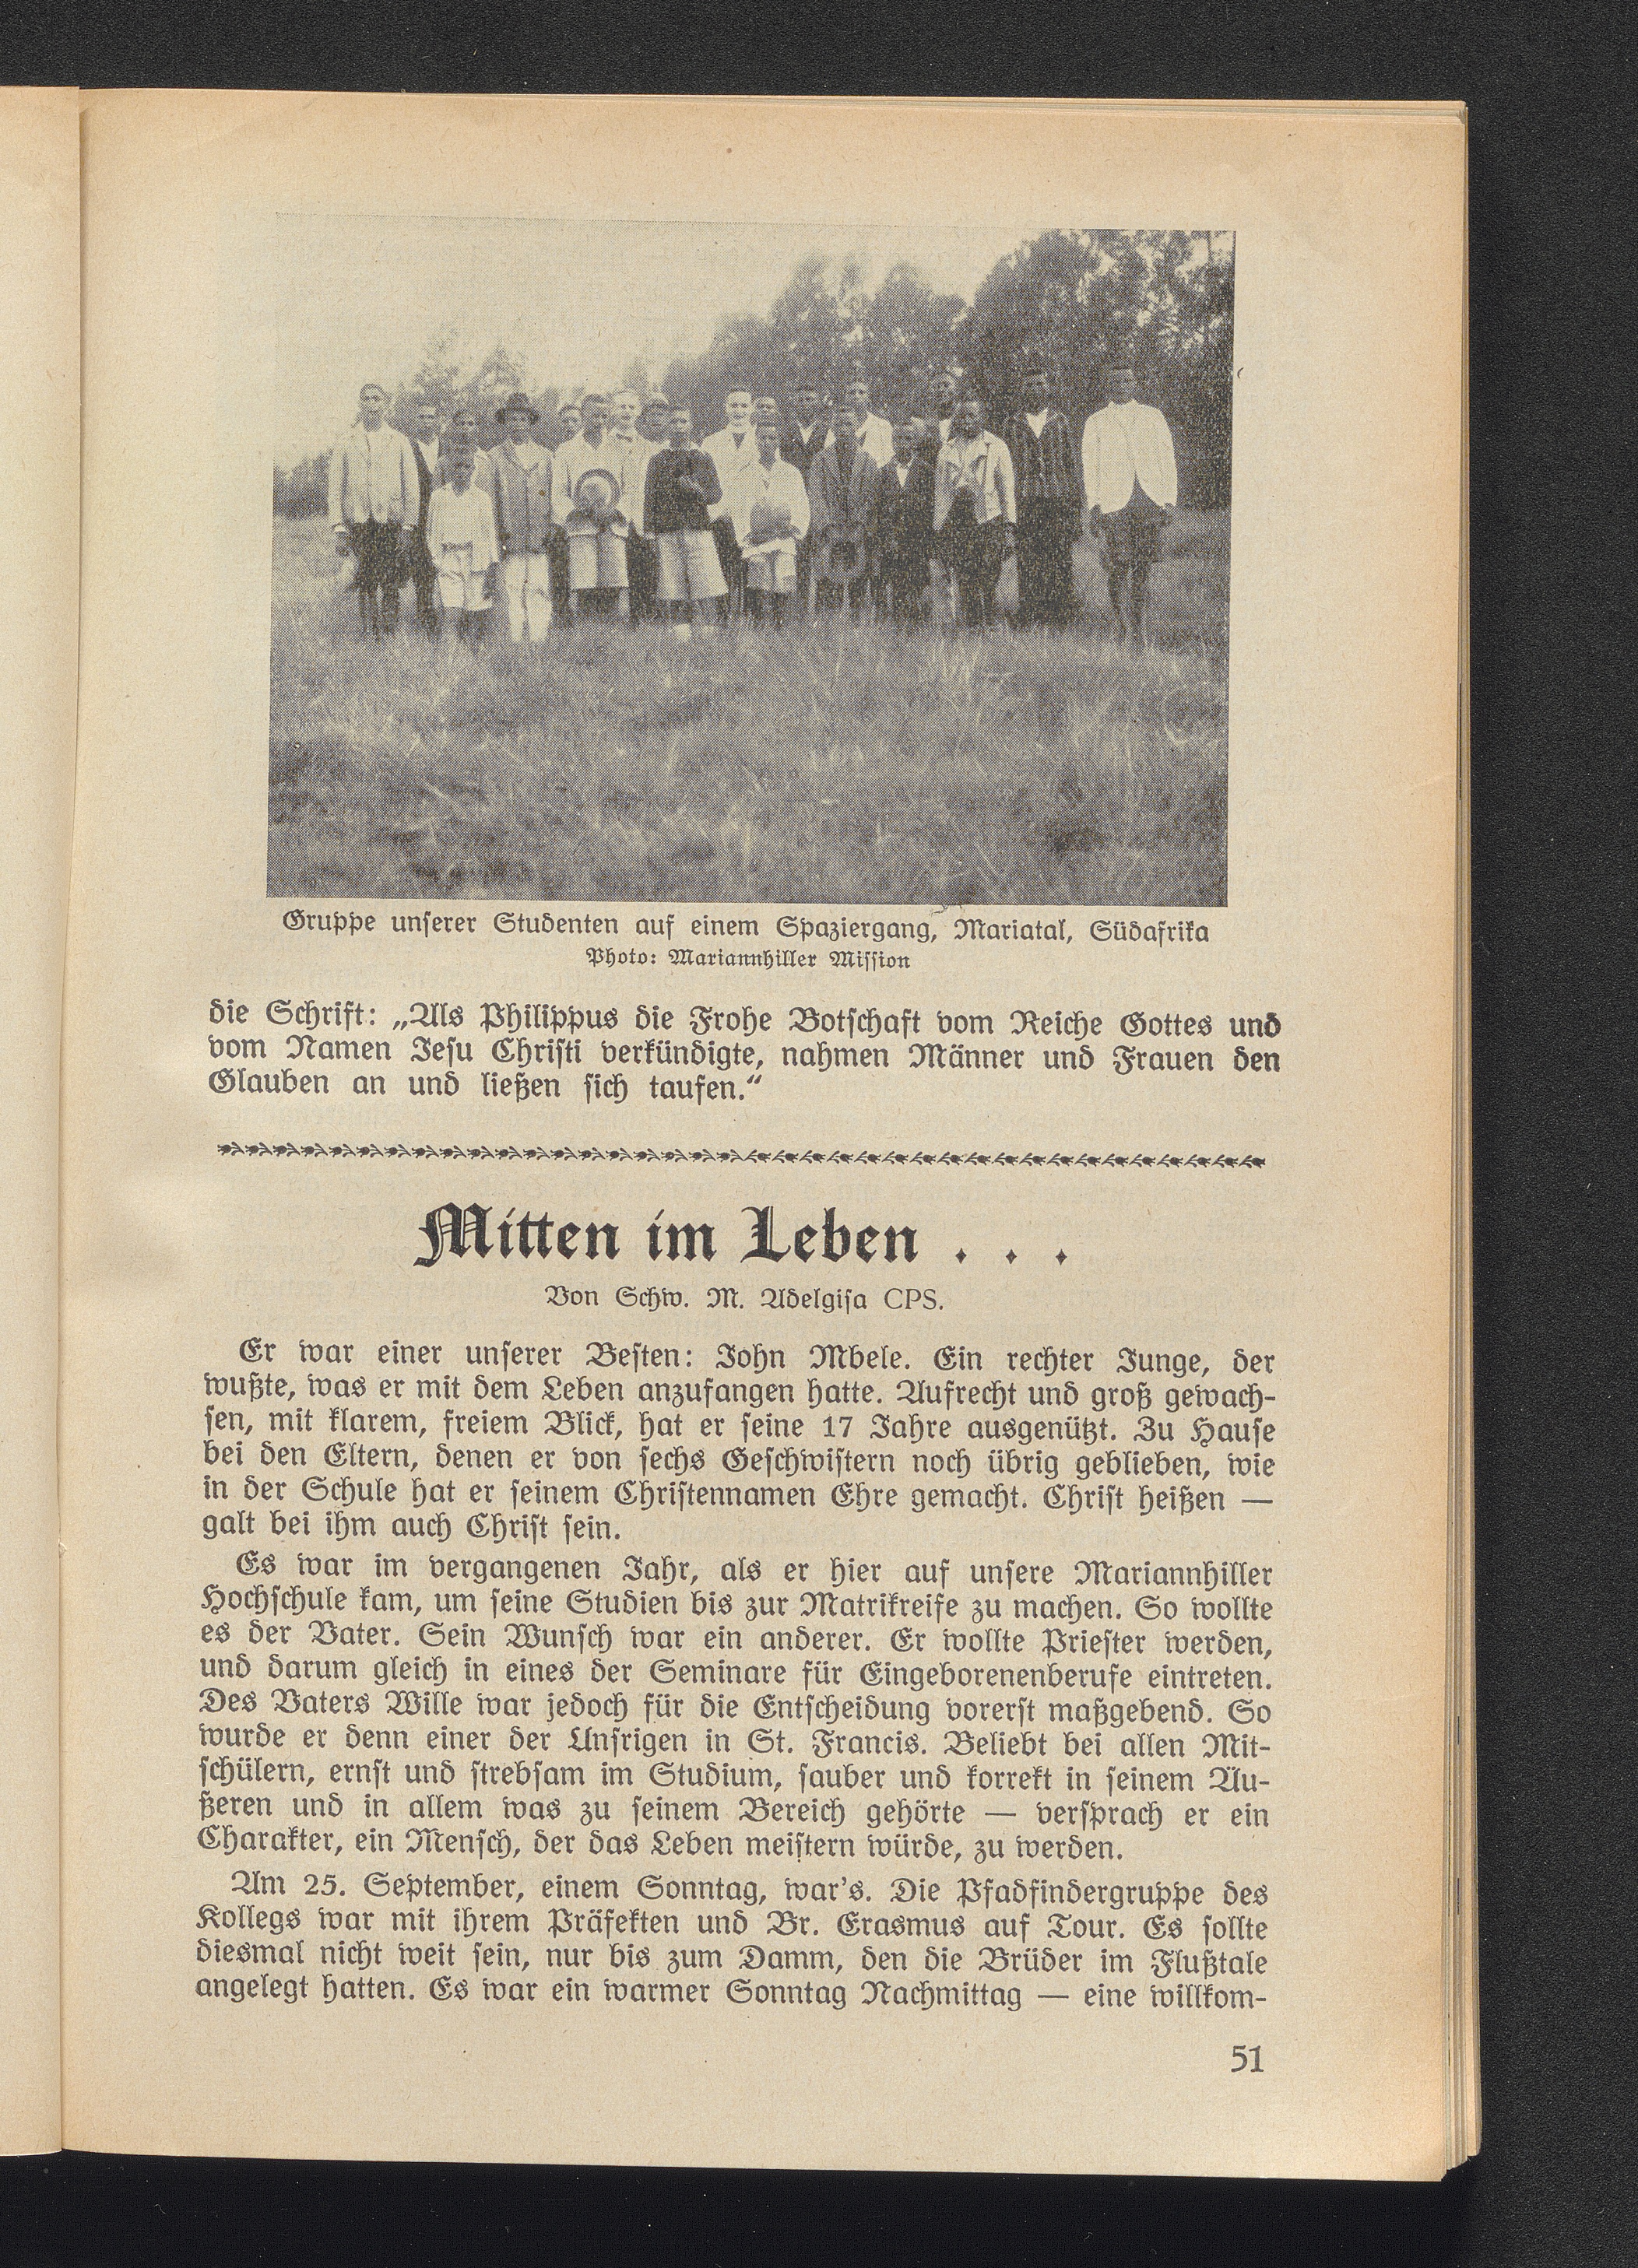 Gruppe unserer Studenten auf einem Spaziergang, Mariatal, Südafrika
Photo: Mariannhiller Mission
die Schrift: „Als Philippus die Frohe Botschaft vom Reiche Gottes und
vom Namen Jesu Christi verkündigte, nahmen Männer und Frauen den
Glauben an und ließen sich taufen.“
Mitten im Leben . . .
Von Schw. M. Adelgisa CPS.
Er war einer unserer Besten: John Mbele. Ein rechter Junge, der
wußte, was er mit dem Leben anzufangen hatte. Aufrecht und groß gewach-
sen, mit klarem, freiem Blick, hat er seine 17 Jahre ausgenützt. Zu Hause
bei den Eltern, denen er von sechs Geschwistern noch übrig geblieben, wie
in der Schule hat er seinem Christennamen Ehre gemacht. Christ heißen —
galt bei ihm auch Christ sein.
Es war im vergangenen Jahr, als er hier auf unsere Mariannhiller
Hochschule kam, um seine Studien bis zur Matrikreife zu machen. So wollte
es der Vater. Sein Wunsch war ein anderer. Er wollte Priester werden,
und darum gleich in eines der Seminare für Eingeborenenberufe eintreten.
Des Vaters Wille war jedoch für die Entscheidung vorerst maßgebend. So
wurde er denn einer der Unsrigen in St. Francis. Beliebt bei allen Mit-
schülern, ernst und strebsam im Studium, sauber und korrekt in seinem Äu-
ßeren und in allem was zu seinem Bereich gehörte — versprach er ein
Charakter, ein Mensch, der das Leben meistern würde, zu werden.
Am 25. September, einem Sonntag, war's. Die Pfadfindergruppe des
Kollegs war mit ihrem Präfekten und Br. Erasmus auf Tour. Es sollte
diesmal nicht weit sein, nur bis zum Damm, den die Brüder im Flußtale
angelegt hatten. Es war ein warmer Sonntag Nachmittag — eine willkom-
51